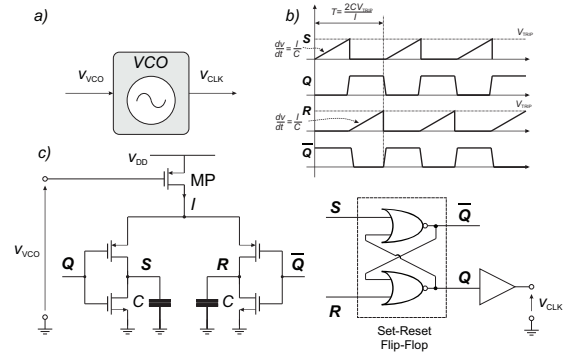 a)
VCO
v_VCO
v_CLK
b)
T = 2CV_TRIP / I
S
dv/dt = I/C
V_TRIP
Q
R
dv/dt = I/C
V_TRIP
Q̅
c)
v_DD
MP
I
v_VCO
Q
S
C
R
C
Q̅
S
Q̅
Q
R
v_CLK
Set-Reset
Flip-Flop